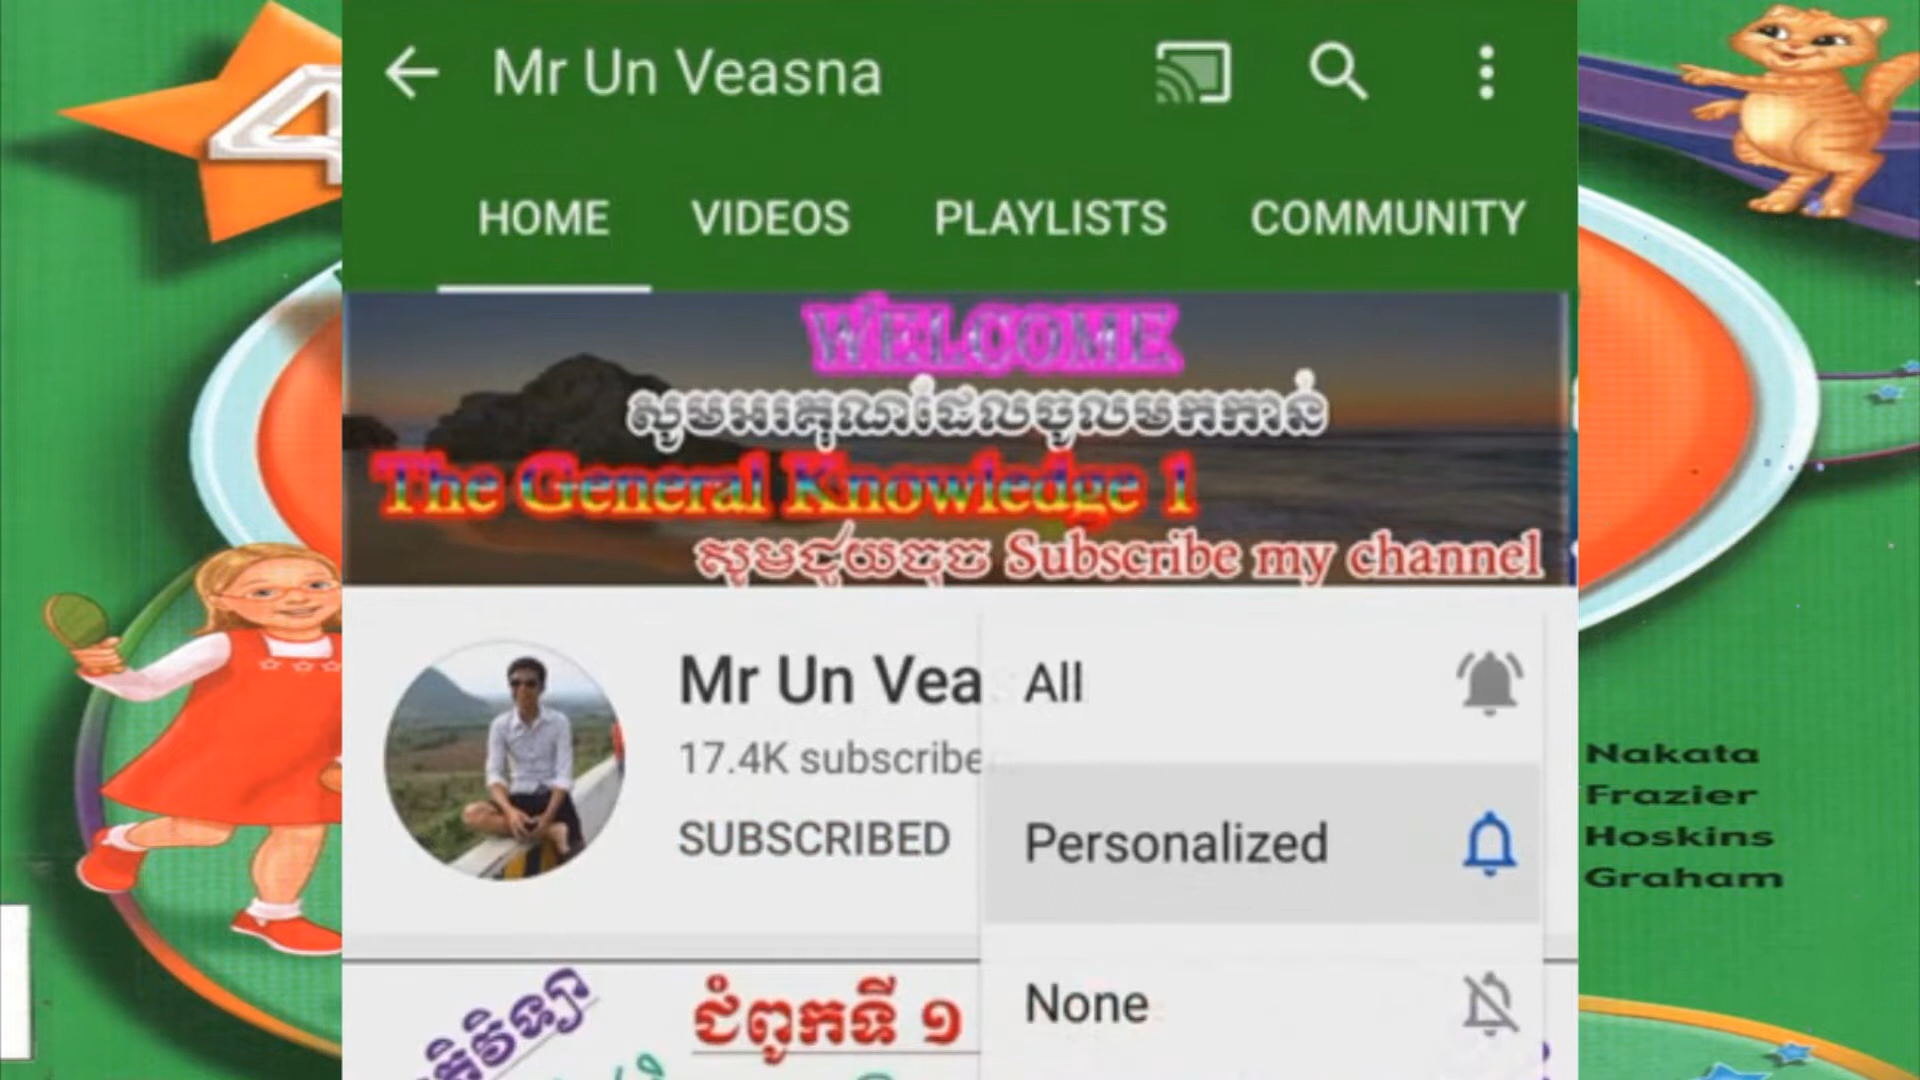 4
Mr Un Veasna
HOME VIDEOS PLAYLISTS COMMUNITY
WELCOME
សូមអរគុណដែលចូលមកកាន់
The General Knowledge 1
សូមជួយចុច Subscribe my channel
Mr Un Vea
17.4K subscribe
SUBSCRIBED
All
Personalized
None
Nakata
Frazier
Hoskins
Graham
ជំពូកទី ១